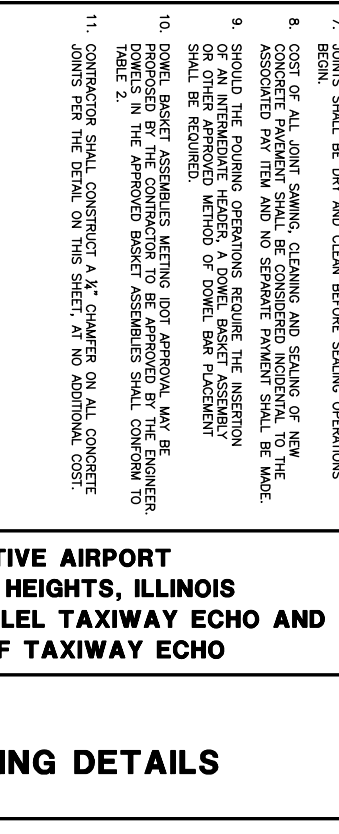 7. JOINTS SHALL BE DRY AND CLEAN BEFORE SEALING OPERATIONS
BEGIN.
8. COST OF ALL JOINT SAWING, CLEANING AND SEALING OF NEW
CONCRETE PAVEMENT SHALL BE CONSIDERED INCIDENTAL TO THE
ASSOCIATED PAY ITEM AND NO SEPARATE PAYMENT SHALL BE MADE.
9. SHOULD THE POURING OPERATIONS REQUIRE THE INSERTION
OF AN INTERMEDIATE HEADER, A DOWEL BASKET ASSEMBLY
OR OTHER APPROVED METHOD OF DOWEL BAR PLACEMENT
SHALL BE REQUIRED.
10. DOWEL BASKET ASSEMBLIES MEETING IDOT APPROVAL MAY BE
PROPOSED BY THE CONTRACTOR TO BE APPROVED BY THE ENGINEER.
DOWELS IN THE APPROVED BASKET ASSEMBLIES SHALL CONFORM TO
TABLE 2.
11. CONTRACTOR SHALL CONSTRUCT A ¼" CHAMFER ON ALL CONCRETE
JOINTS PER THE DETAIL ON THIS SHEET, AT NO ADDITIONAL COST.
TIVE AIRPORT
HEIGHTS, ILLINOIS
LEL TAXIWAY ECHO AND
F TAXIWAY ECHO
ING DETAILS